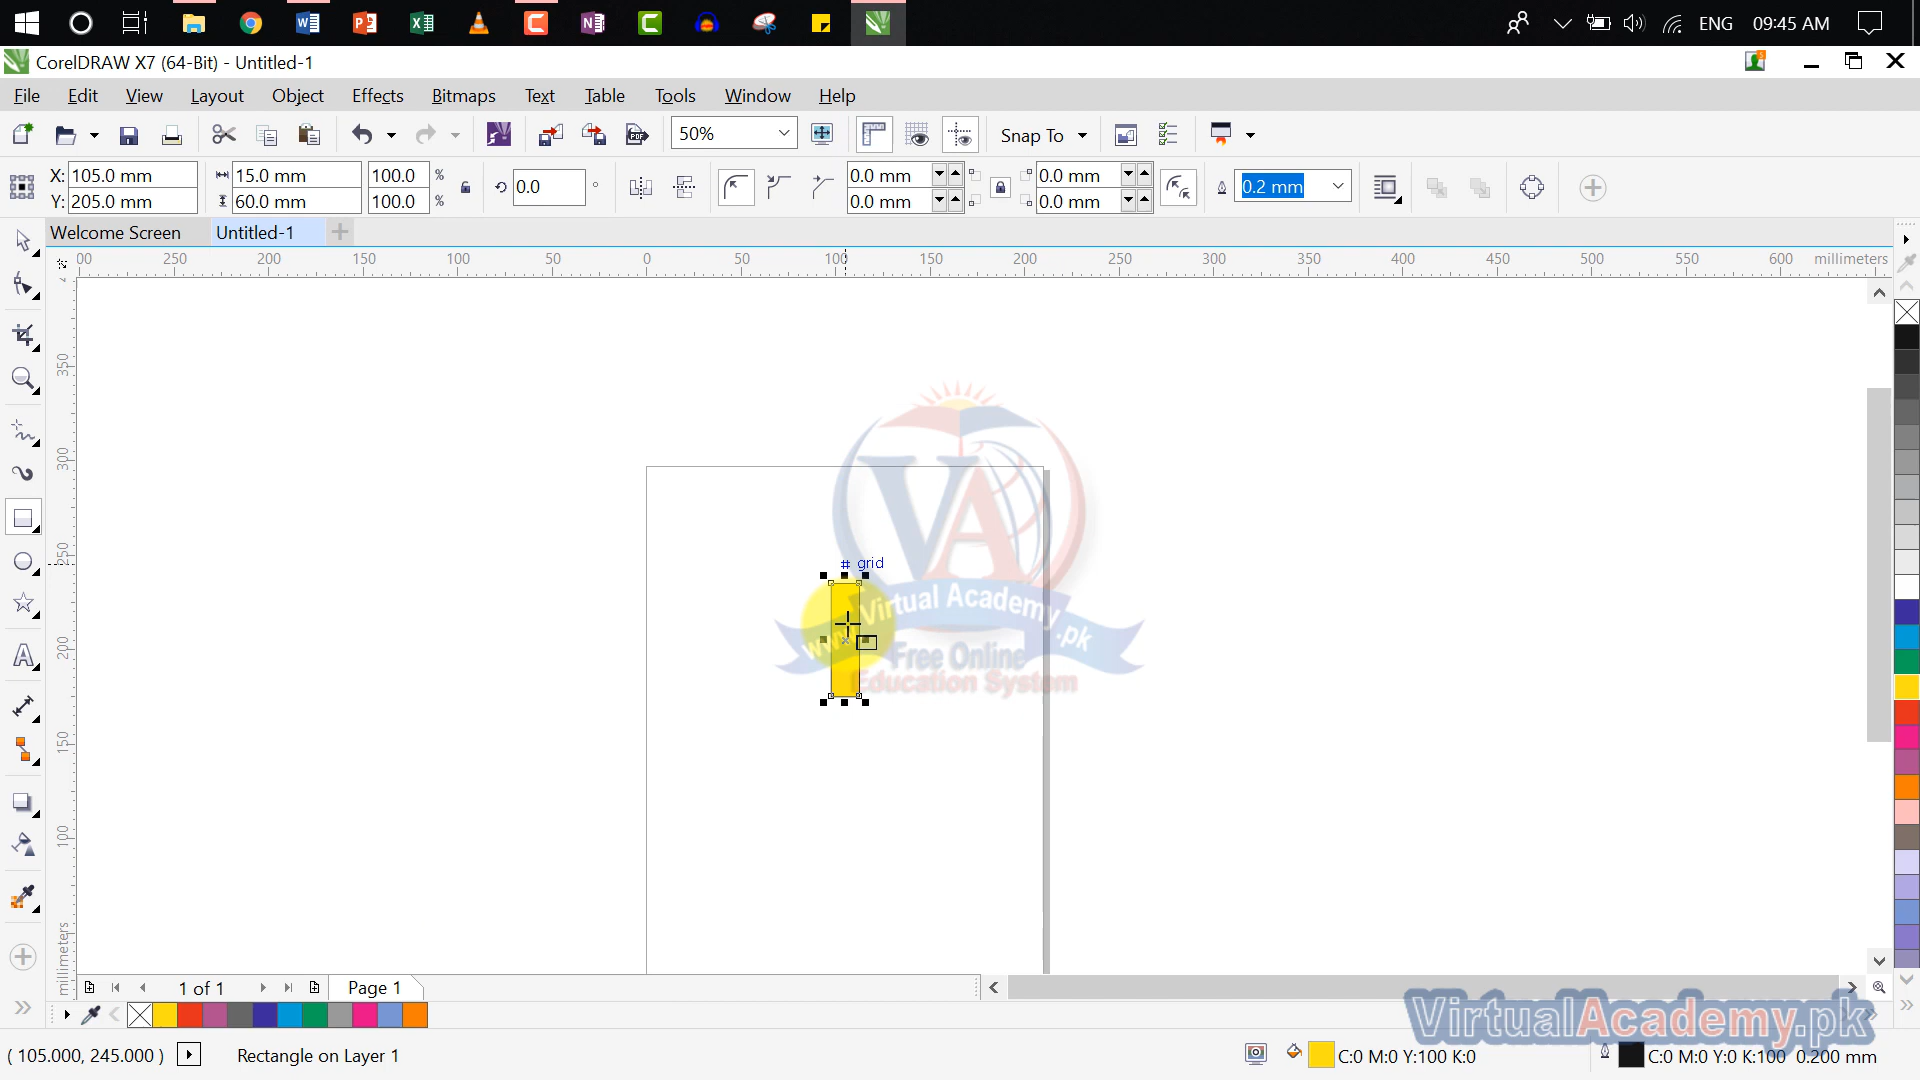 ENG
09:45 AM
CorelDRAW X7 (64-Bit) - Untitled-1
File Edit View Layout Object Effects Bitmaps Text Table Tools Window Help
50%
PDF
Snap To
X: 105.0 mm
15.0 mm
100.0 %
0.0 mm
0.0 mm
Y: 205.0 mm
60.0 mm
100.0 %
0.0 °
0.0 mm
0.0 mm
0.2 mm
Welcome Screen
Untitled-1
00 250 200 150 100 50 0 50 100 150 200 250 300 350 400 450 500 550 600 millimeters
350
300
250
200
150
100
millimeters
VA
# grid
www.VirtualAcademy.pk
Free Online
Education System
1 of 1
Page 1
VirtualAcademy.pk
( 105.000, 245.000 )
Rectangle on Layer 1
C:0 M:0 Y:100 K:0
C:0 M:0 Y:0 K:100 0.200 mm